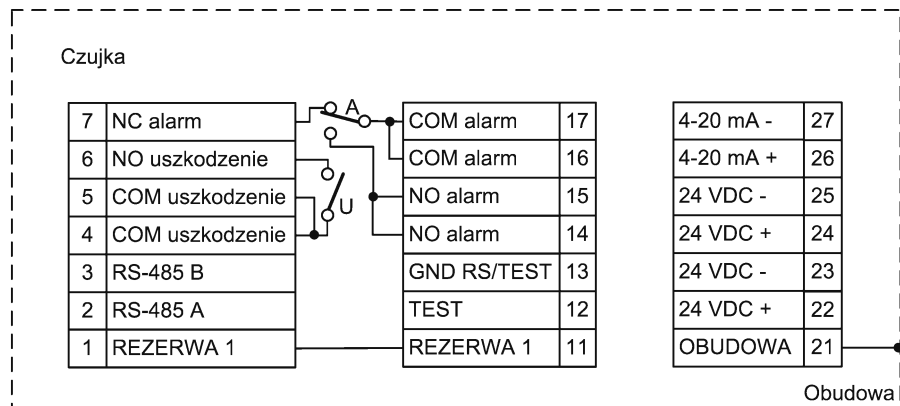 Czujka
7 NC alarm
6 NO uszkodzenie
5 COM uszkodzenie
4 COM uszkodzenie
3 RS-485 B
2 RS-485 A
1 REZERWA 1
A
U
COM alarm 17
COM alarm 16
NO alarm 15
NO alarm 14
GND RS/TEST 13
TEST 12
REZERWA 1 11
4-20 mA - 27
4-20 mA + 26
24 VDC - 25
24 VDC + 24
24 VDC - 23
24 VDC + 22
OBUDOWA 21
Obudowa